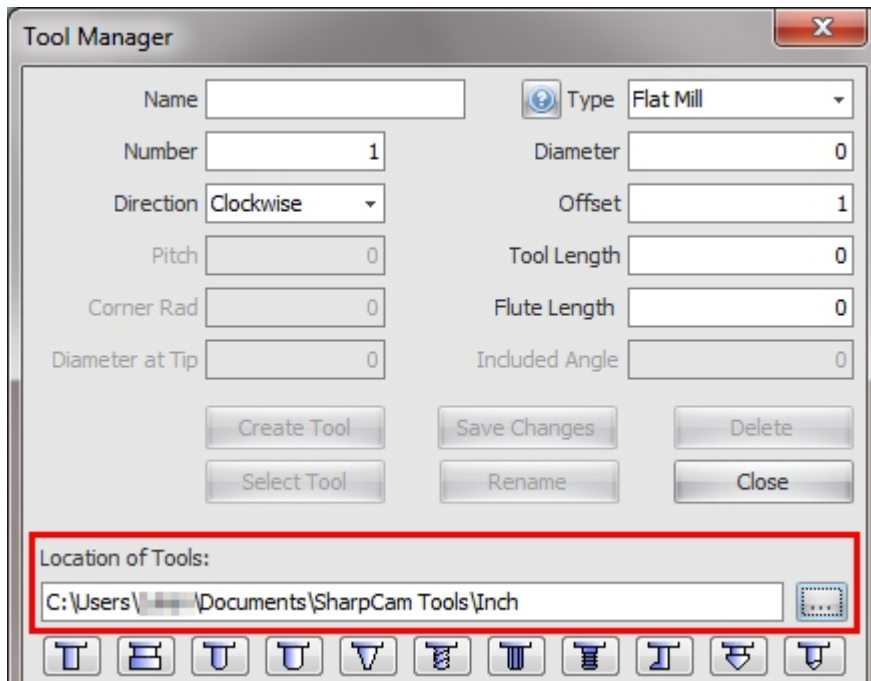 Tool Manager
Name
Type Flat Mill
Number 1
Diameter 0
Direction Clockwise
Offset 1
Pitch 0
Tool Length 0
Corner Rad 0
Flute Length 0
Diameter at Tip 0
Included Angle 0
Create Tool Save Changes Delete
Select Tool Rename Close
Location of Tools:
C:\Users\ \Documents\SharpCam Tools\Inch ...